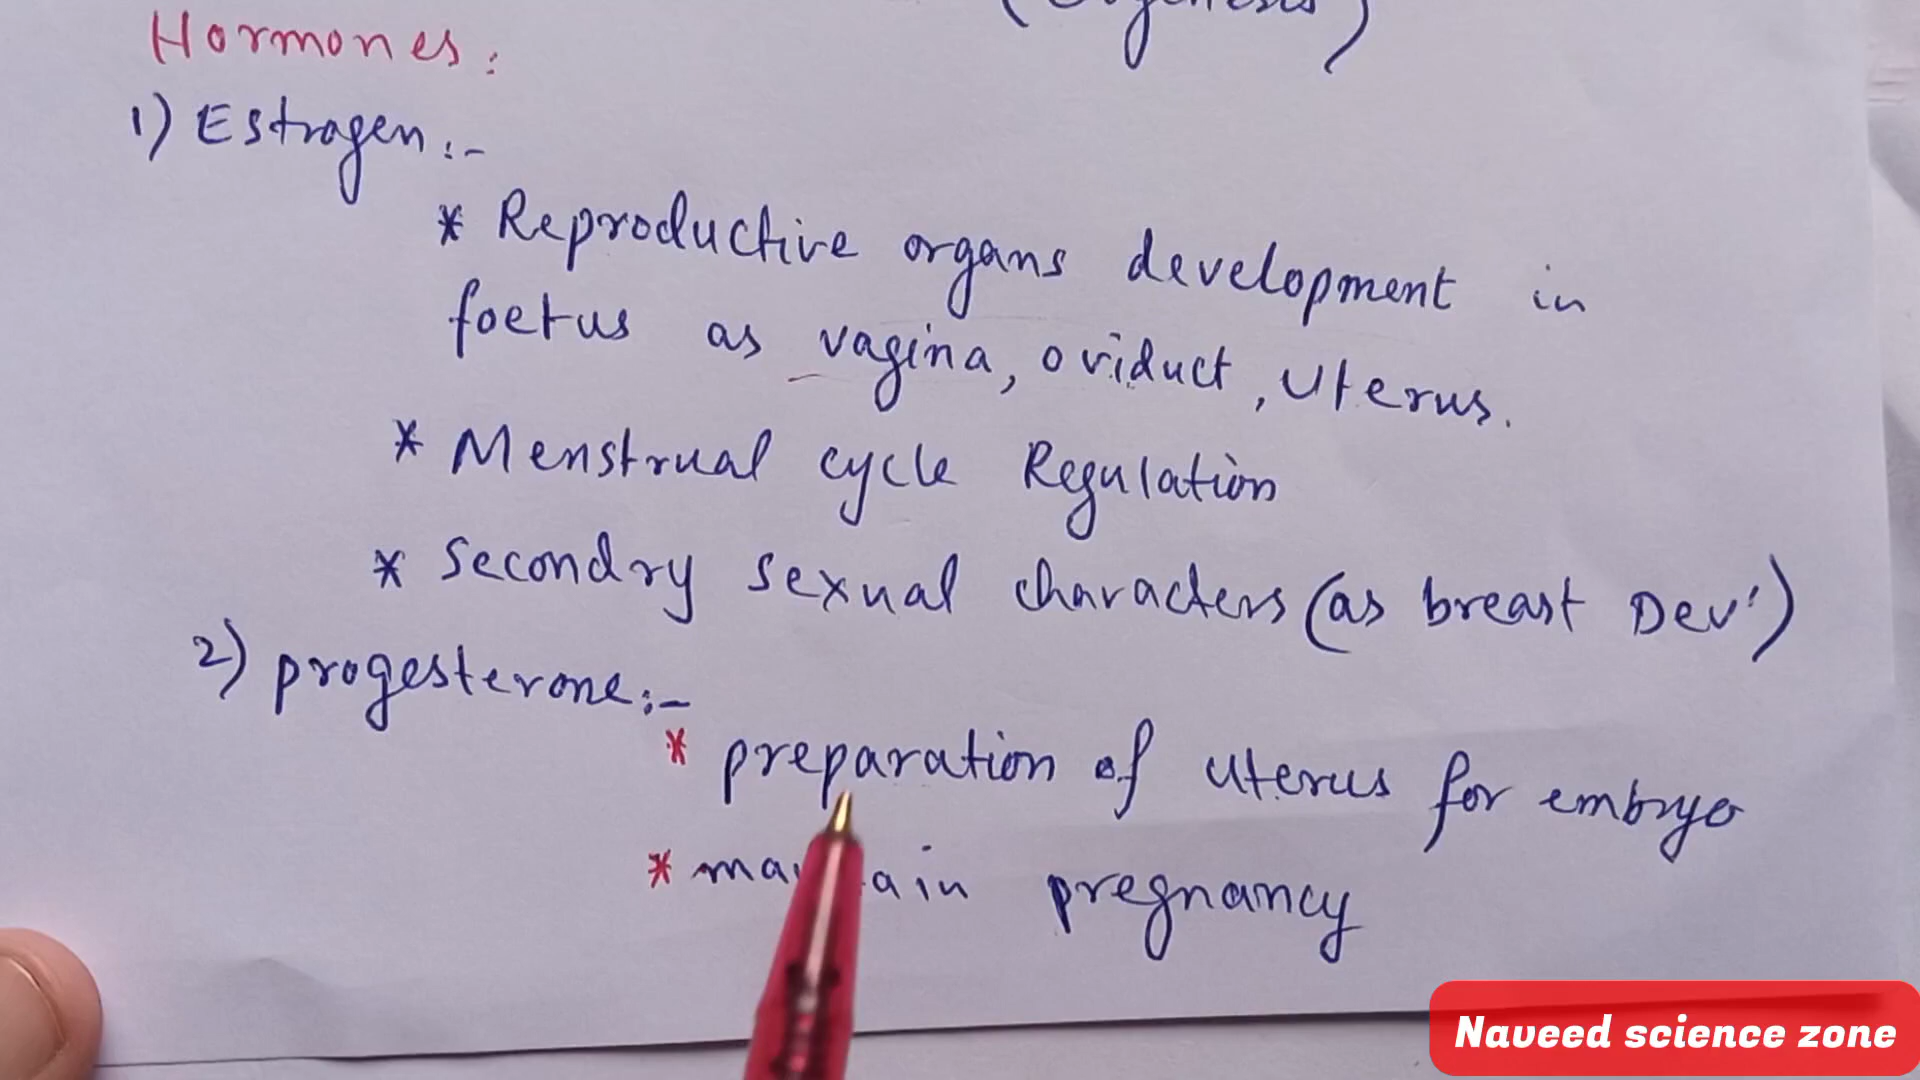 (Oogenesis)
Hormones:
1) Estrogen:-
* Reproductive organs development in
foetus as vagina, oviduct, Uterus.
* Menstrual cycle Regulation
* Secondry sexual characters (as breast Dev')
2) progesterone:-
* preparation of uterus for embryo
* pregnancy
Naveed science zone